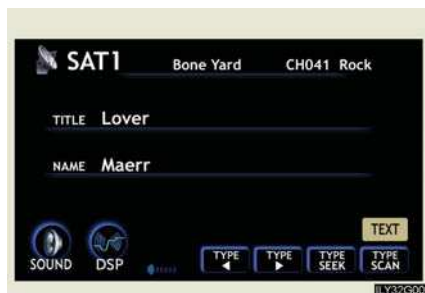 SAT1 Bone Yard CH041 Rock
TITLE Lover
NAME Maerr
TEXT
SOUND DSP TYPE TYPE TYPE SEEK TYPE SCAN
ILY32G00